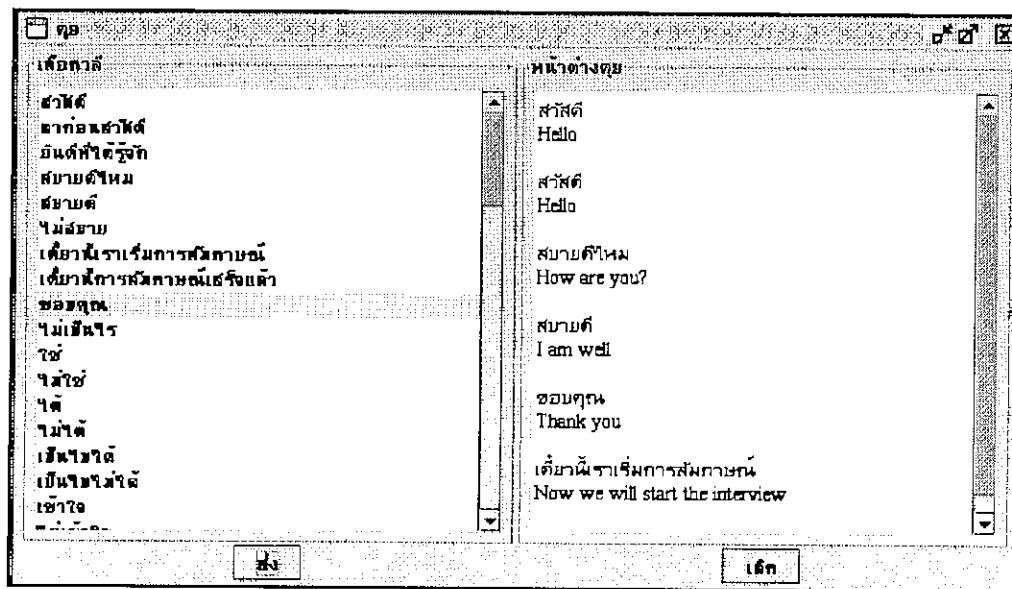 คุย
เลือกวลี
สวัสดี
ลาก่อนสวัสดี
ยินดีที่ได้รู้จัก
สบายดีไหม
สบายดี
ไม่สบาย
เดี๋ยวนี้เราเริ่มการสัมภาษณ์
เดี๋ยวนี้การสัมภาษณ์เสร็จแล้ว
ขอบคุณ
ไม่เป็นไร
ใช่
ไม่ใช่
ได้
ไม่ได้
เป็นไปได้
เป็นไปไม่ได้
เข้าใจ
ส่ง
หน้าต่างคุย
สวัสดี
Hello
สวัสดี
Hello
สบายดีไหม
How are you?
สบายดี
I am well
ขอบคุณ
Thank you
เดี๋ยวนี้เราเริ่มการสัมภาษณ์
Now we will start the interview
เลิก